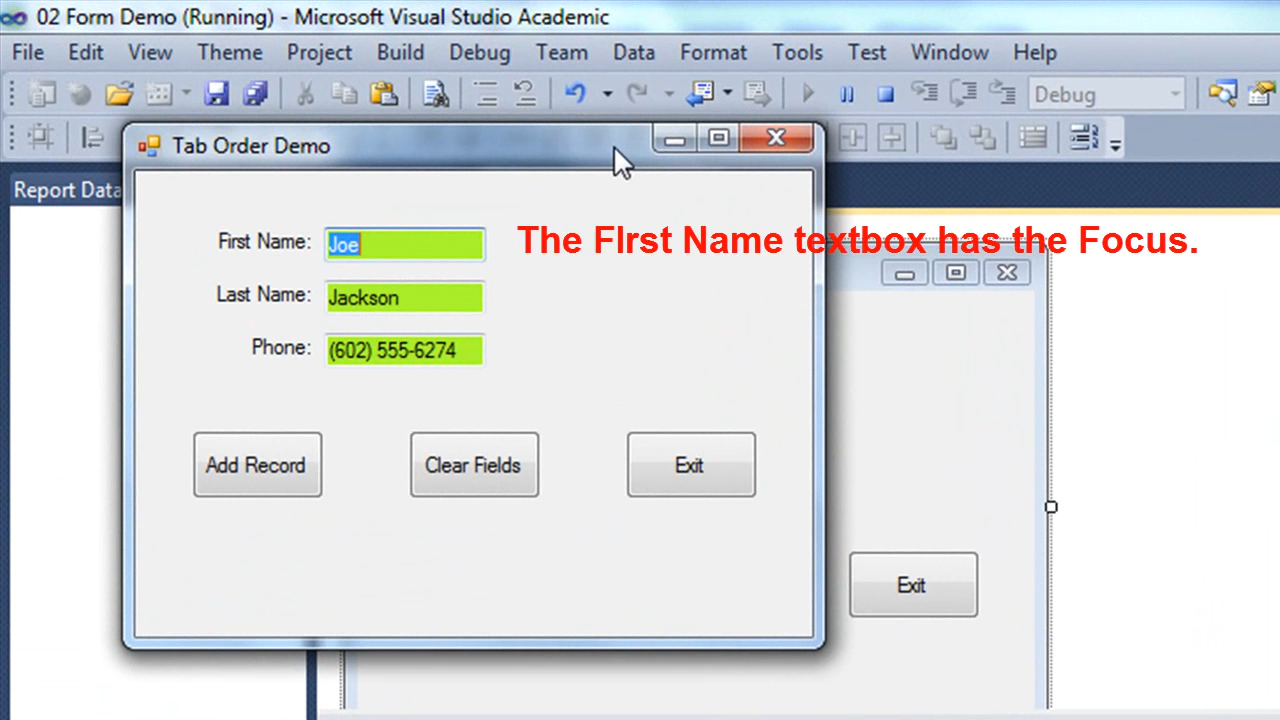 02 Form Demo (Running) - Microsoft Visual Studio Academic
File Edit View Theme Project Build Debug Team Data Format Tools Test Window Help
Debug
Tab Order Demo
Report Data
First Name: Joe
The FIrst Name textbox has the Focus.
Last Name: Jackson
Phone: (602) 555-6274
Add Record Clear Fields Exit
Exit